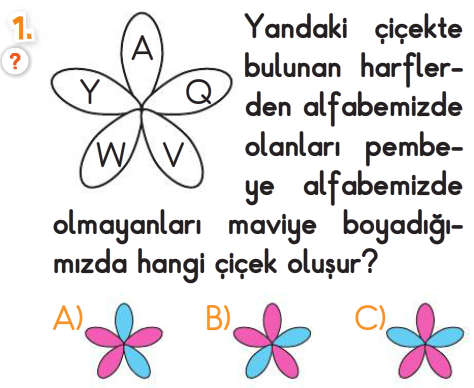 1.
?
A
Y
Q
W
V
Yandaki çiçekte
bulunan harfler-
den alfabemizde
olanları pembe-
ye alfabemizde
olmayanları maviye boyadığı-
mızda hangi çiçek oluşur?
A) B) C)